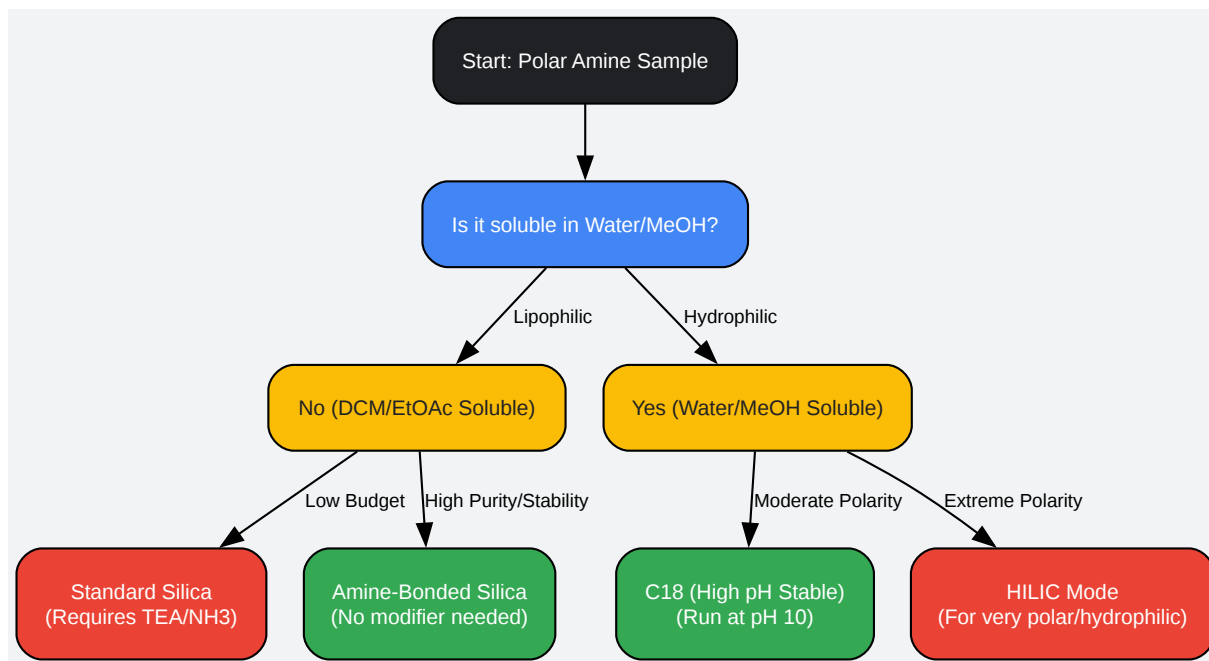 Start: Polar Amine Sample
Is it soluble in Water/MeOH?
Lipophilic
Hydrophilic
No (DCM/EtOAc Soluble)
Yes (Water/MeOH Soluble)
Low Budget
High Purity/Stability
Moderate Polarity
Extreme Polarity
Standard Silica
(Requires TEA/NH3)
Amine-Bonded Silica
(No modifier needed)
C18 (High pH Stable)
(Run at pH 10)
HILIC Mode
(For very polar/hydrophilic)